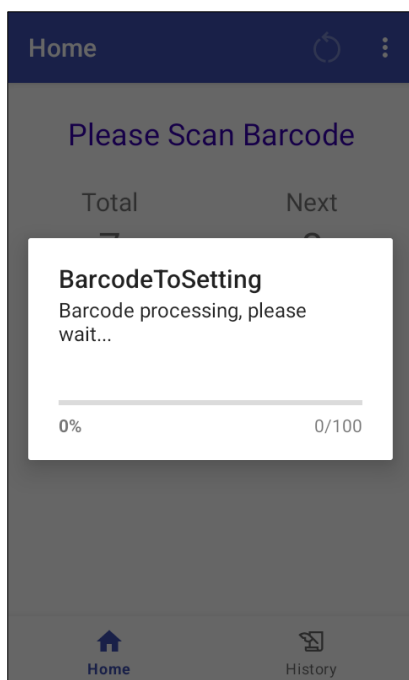 Home
Please Scan Barcode
Total Next
BarcodeToSetting
Barcode processing, please
wait...
0% 0/100
Home History